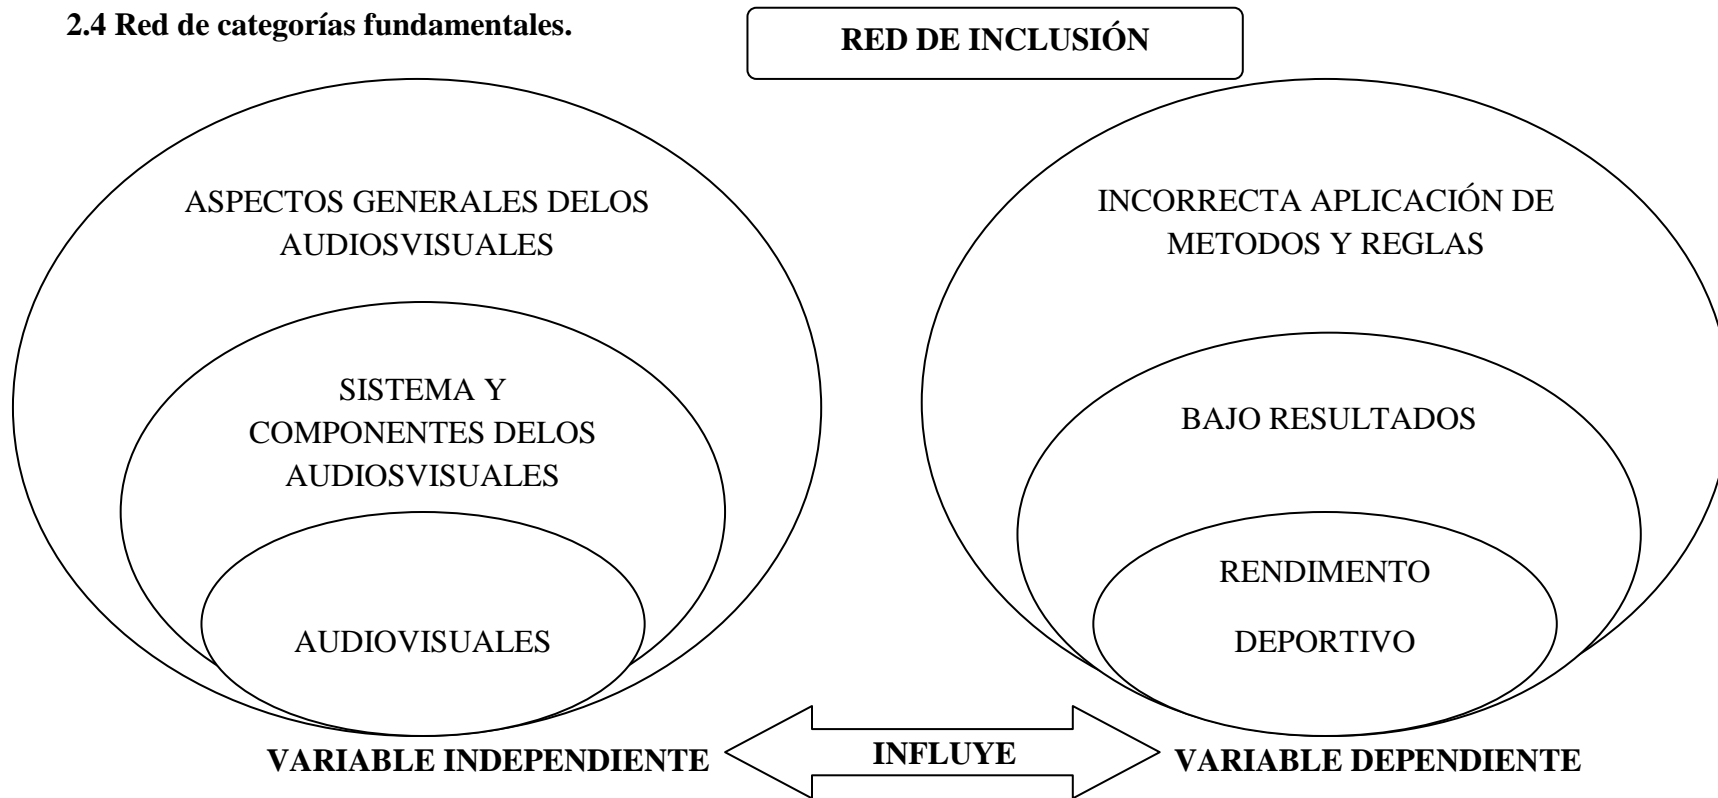 2.4 Red de categorías fundamentales.
RED DE INCLUSIÓN
ASPECTOS GENERALES DELOS
AUDIOSVISUALES
SISTEMA Y
COMPONENTES DELOS
AUDIOSVISUALES
AUDIOVISUALES
VARIABLE INDEPENDIENTE
INFLUYE
INCORRECTA APLICACIÓN DE
METODOS Y REGLAS
BAJO RESULTADOS
RENDIMENTO
DEPORTIVO
VARIABLE DEPENDIENTE